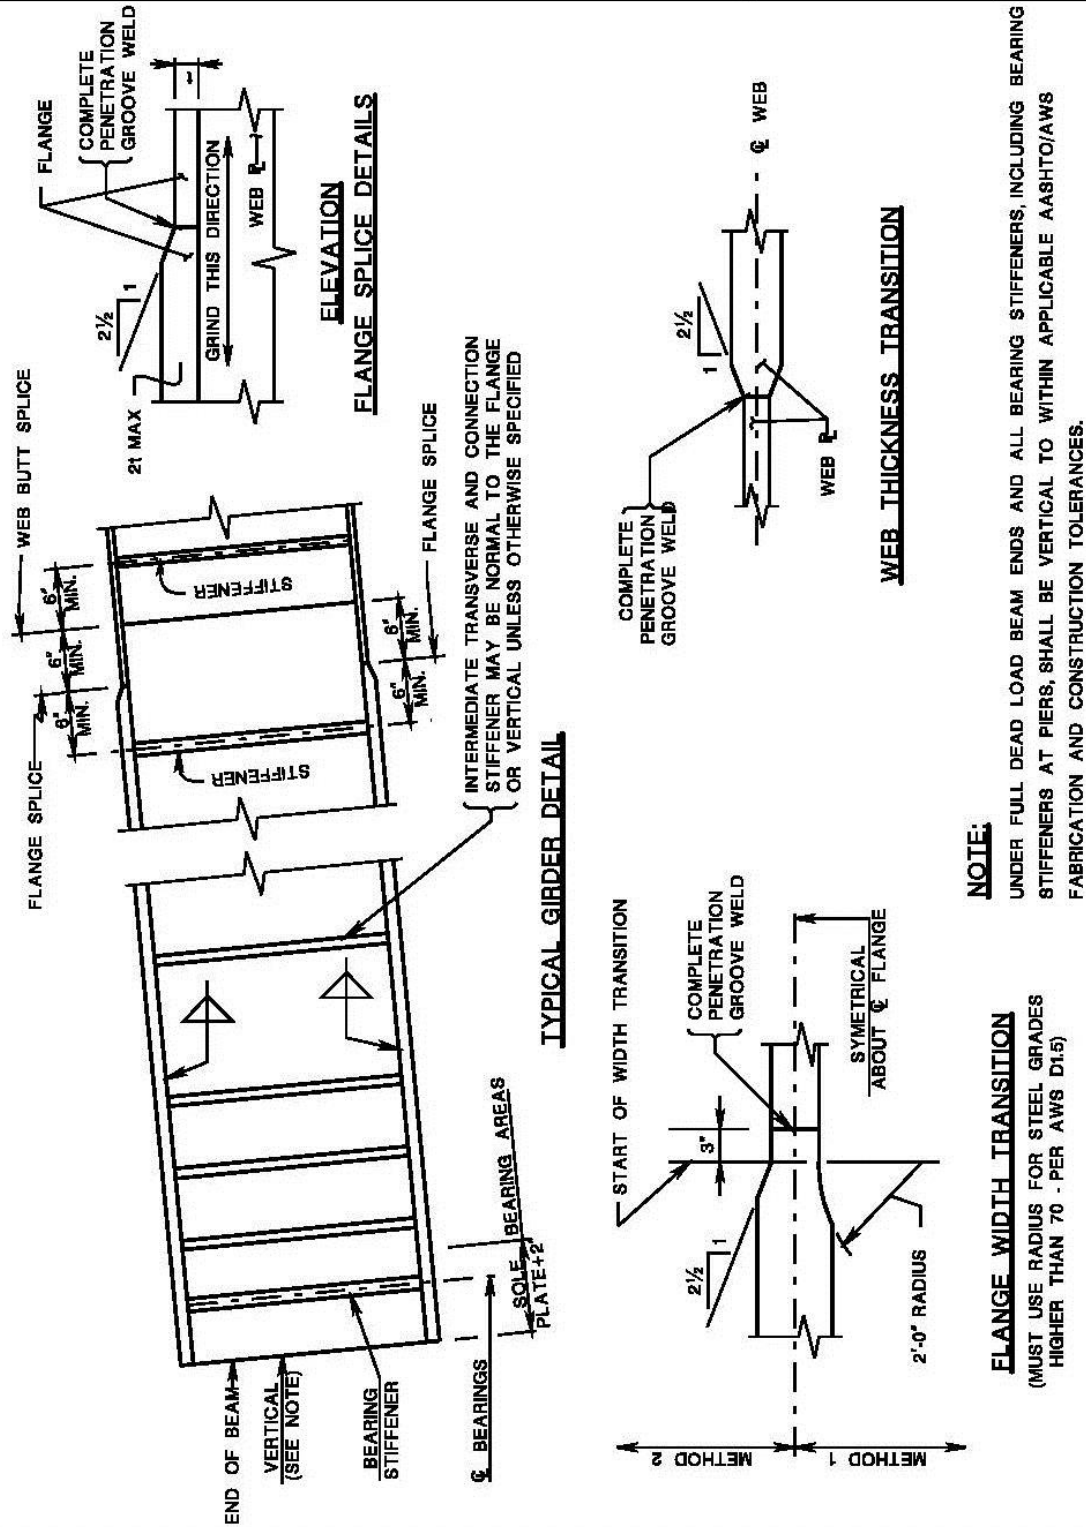 FLANGE SPLICE
WEB BUTT SPLICE
6"
MIN.
6"
MIN.
6"
MIN.
STIFFENER
STIFFENER
6"
MIN.
6"
MIN.
FLANGE SPLICE
INTERMEDIATE TRANSVERSE AND CONNECTION
STIFFENER MAY BE NORMAL TO THE FLANGE
OR VERTICAL UNLESS OTHERWISE SPECIFIED
END OF BEAM
VERTICAL
(SEE NOTE)
BEARING
STIFFENER
℄ BEARINGS
SOLE
PLATE+2"
BEARING AREAS
TYPICAL GIRDER DETAIL
2t MAX
2½
1
FLANGE
COMPLETE
PENETRATION
GROOVE WELD
t
GRIND THIS DIRECTION
WEB ℙL
ELEVATION
FLANGE SPLICE DETAILS
METHOD 2
METHOD 1
START OF WIDTH TRANSITION
2½
1
3"
COMPLETE
PENETRATION
GROOVE WELD
SYMETRICAL
ABOUT ℄ FLANGE
2'-0" RADIUS
FLANGE WIDTH TRANSITION
(MUST USE RADIUS FOR STEEL GRADES
HIGHER THAN 70 - PER AWS D1.5)
COMPLETE
PENETRATION
GROOVE WELD
2½
1
℄ WEB
WEB ℙL
WEB THICKNESS TRANSITION
NOTE:
UNDER FULL DEAD LOAD BEAM ENDS AND ALL BEARING STIFFENERS, INCLUDING BEARING
STIFFENERS AT PIERS, SHALL BE VERTICAL TO WITHIN APPLICABLE AASHTO/AWS
FABRICATION AND CONSTRUCTION TOLERANCES.